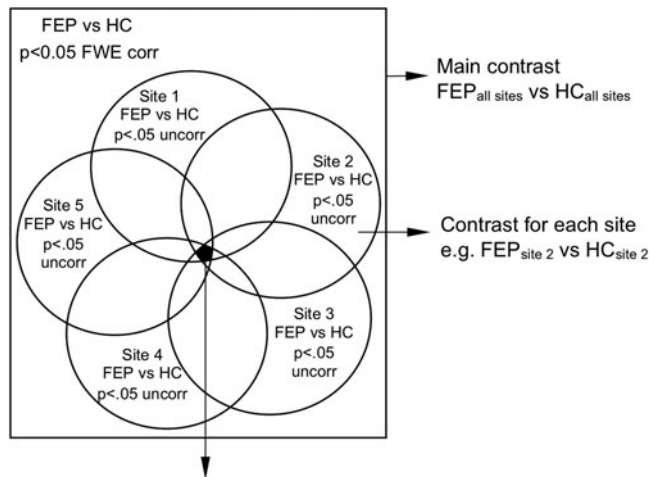 FEP vs HC
p<0.05 FWE corr
Main contrast
FEPall sites vs HCall sites
Site 1
FEP vs HC
p<.05 uncorr
Site 2
FEP vs HC
p<.05
uncorr
Site 5
FEP vs HC
p<.05
uncorr
Contrast for each site
e.g. FEPsite 2 vs HCsite 2
Site 3
FEP vs HC
p<.05
uncorr
Site 4
FEP vs HC
p<.05 uncorr